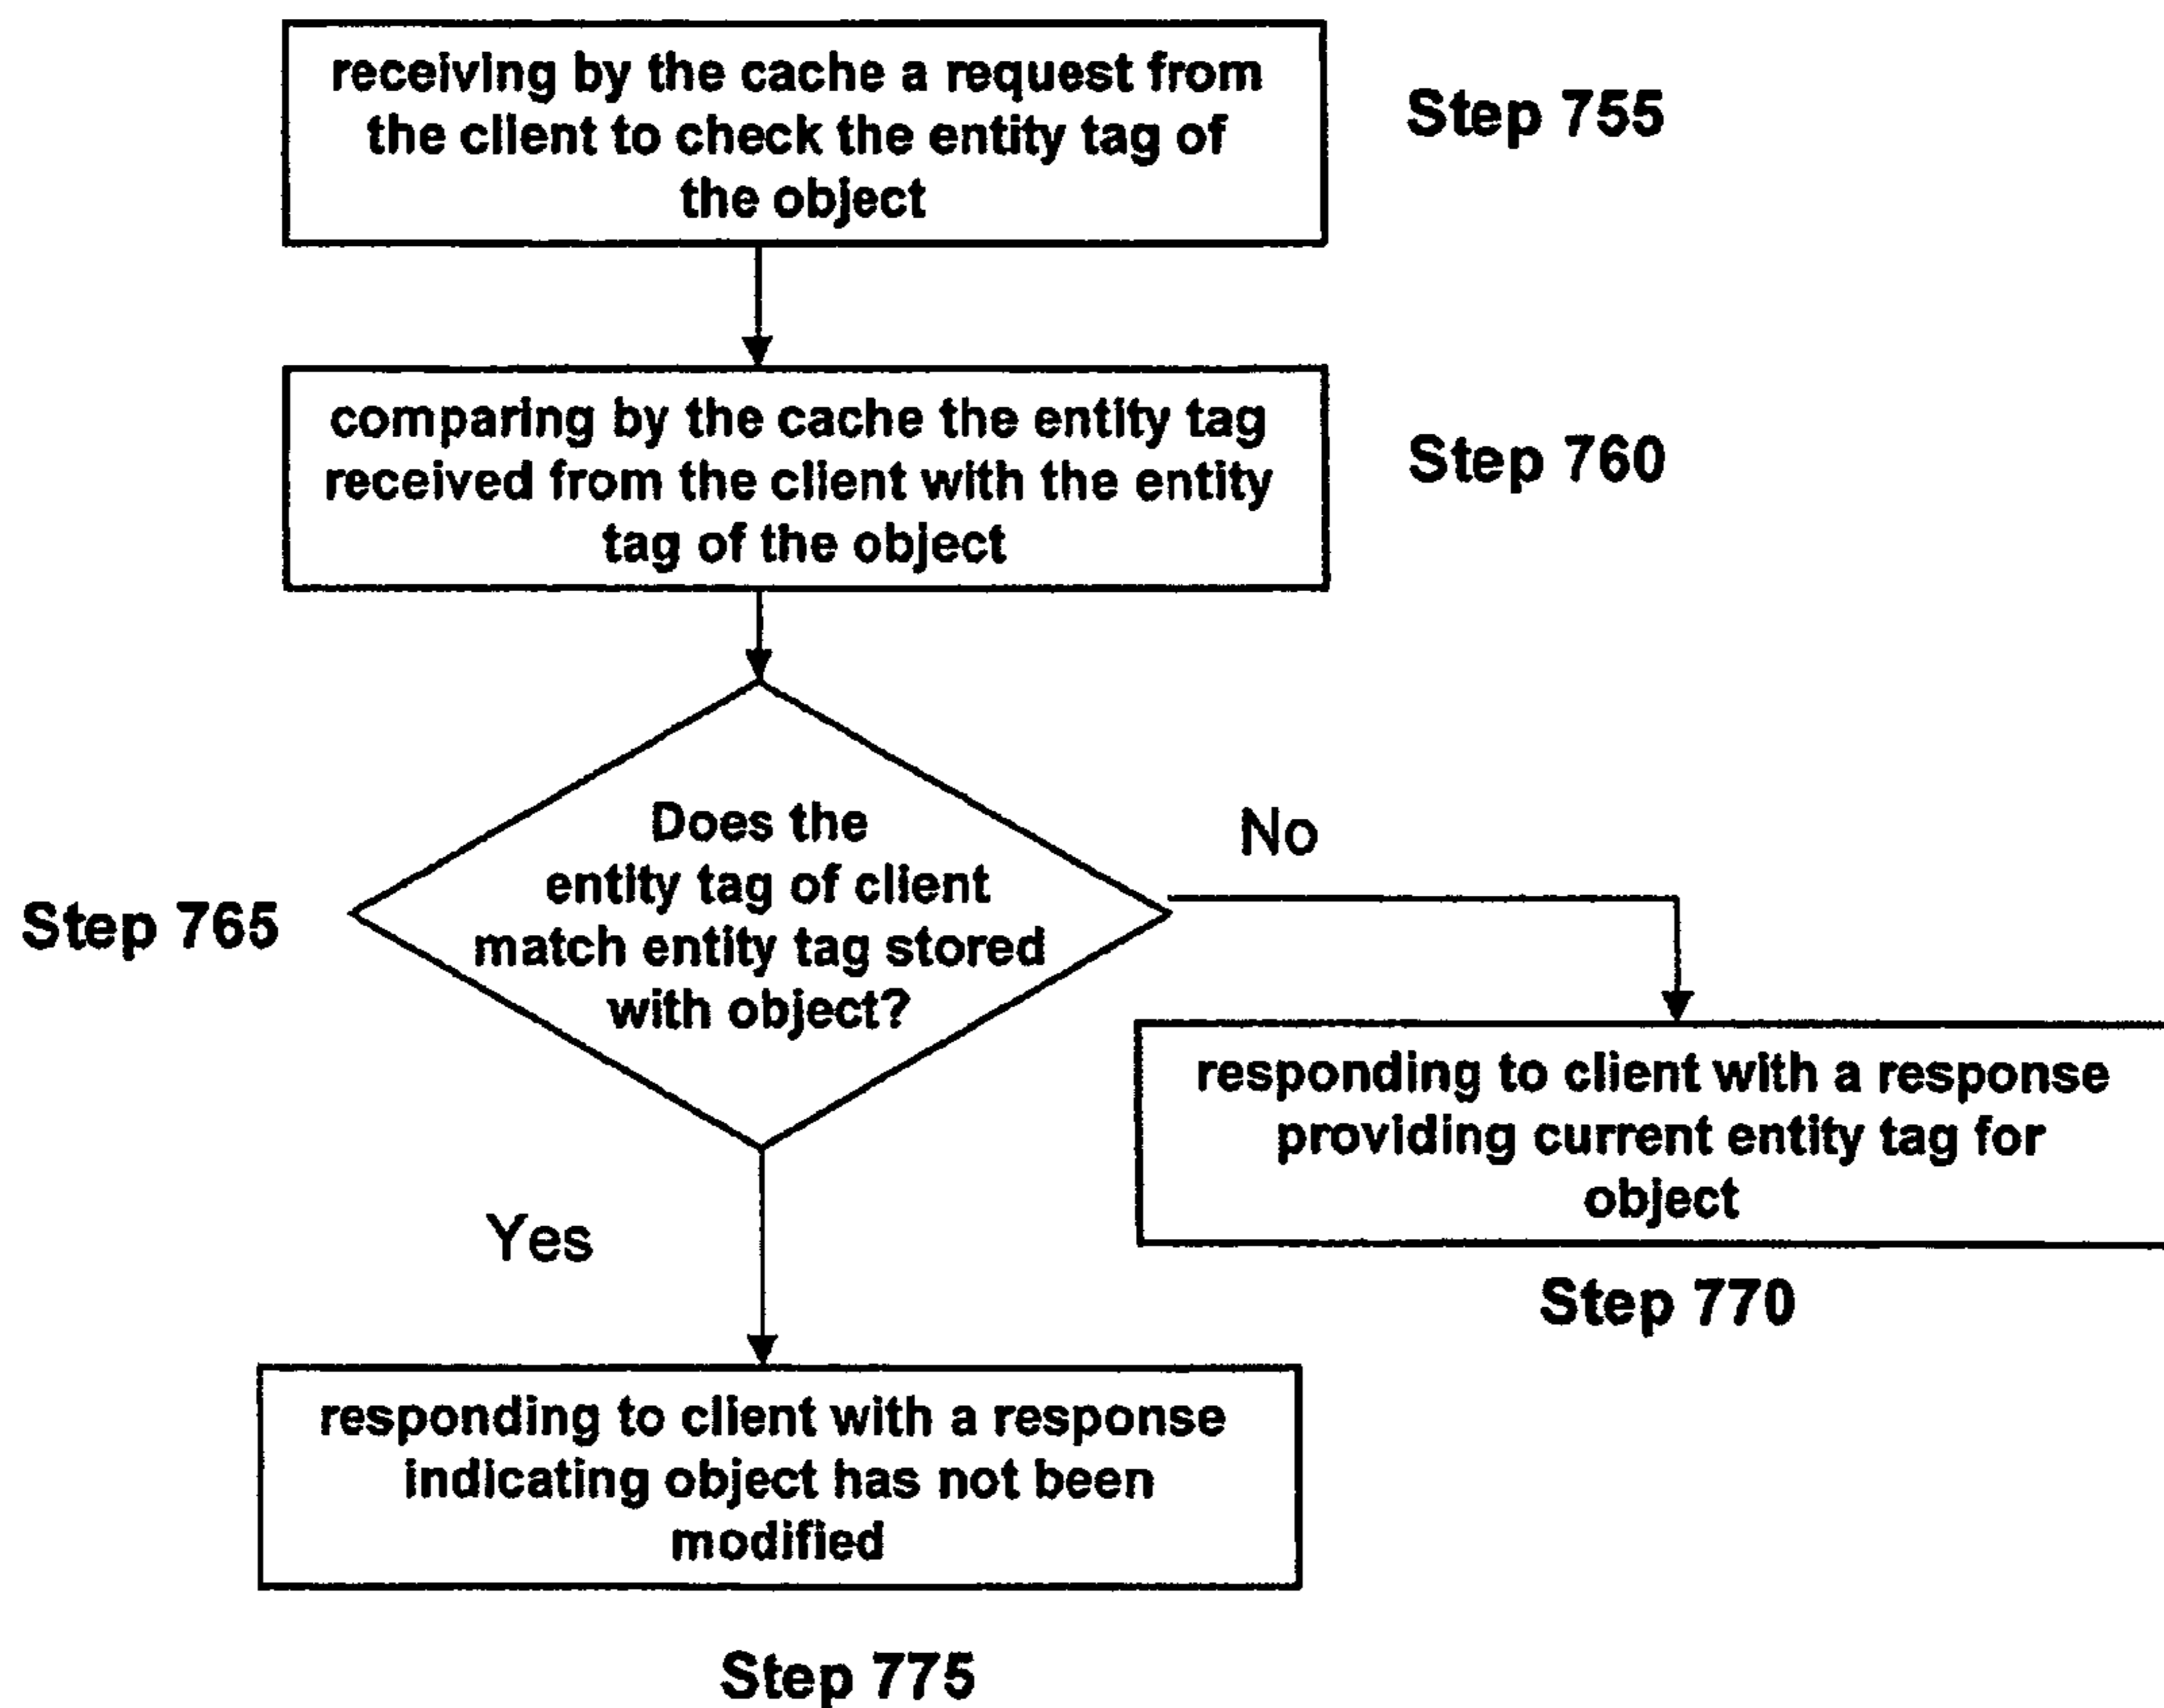 receiving by the cache a request from
the client to check the entity tag of
the object
Step 755
comparing by the cache the entity tag
received from the client with the entity
tag of the object
Step 760
Does the
entity tag of client
match entity tag stored
with object?
Step 765
No
responding to client with a response
providing current entity tag for
object
Step 770
Yes
responding to client with a response
indicating object has not been
modified
Step 775